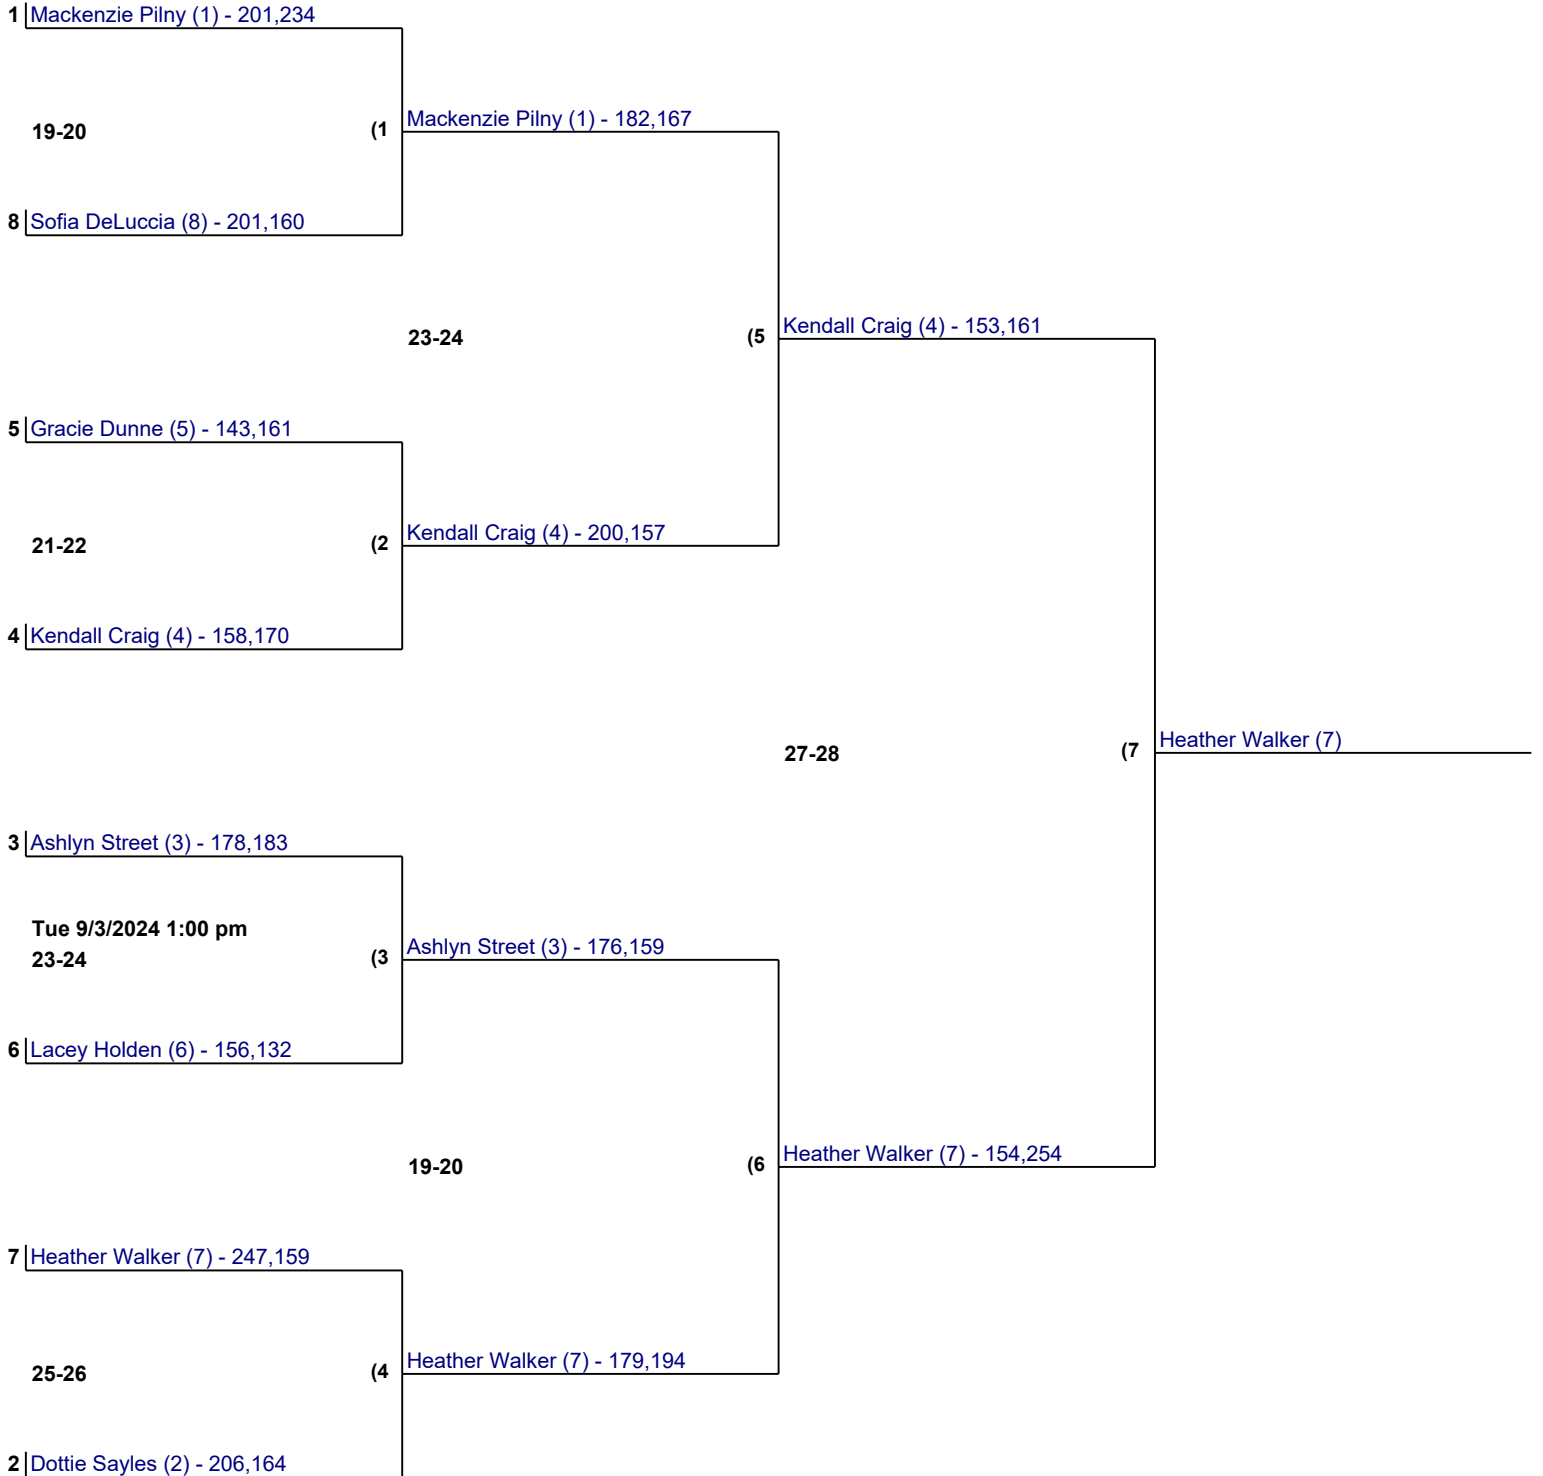 1 Mackenzie Pilny (1) - 201,234
Mackenzie Pilny (1) - 182,167
19-20 (1
8 Sofia DeLuccia (8) - 201,160
Kendall Craig (4) - 153,161
23-24 (5
5 Gracie Dunne (5) - 143,161
Kendall Craig (4) - 200,157
21-22 (2
4 Kendall Craig (4) - 158,170
Heather Walker (7)
27-28 (7
3 Ashlyn Street (3) - 178,183
Tue 9/3/2024 1:00 pm
Ashlyn Street (3) - 176,159
23-24 (3
6 Lacey Holden (6) - 156,132
Heather Walker (7) - 154,254
19-20 (6
7 Heather Walker (7) - 247,159
Heather Walker (7) - 179,194
25-26 (4
2 Dottie Sayles (2) - 206,164